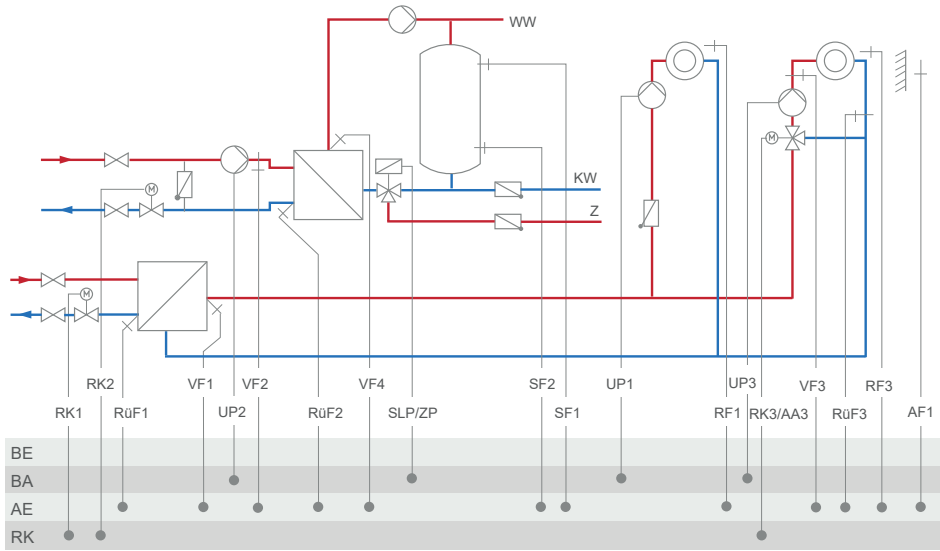 WW
KW
Z
M
M
M
RK2 VF1 VF2 VF4 SF2 UP1 UP3 VF3 RF3
RK1 RüF1 UP2 RüF2 SLP/ZP SF1 RF1 RK3/AA3 RüF3 AF1
BE
BA
AE
RK